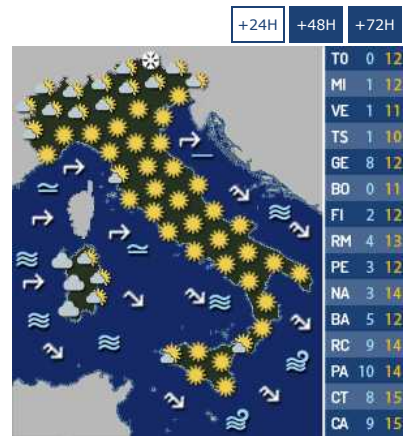 +24H +48H +72H
TO 0 12
MI 1 12
VE 1 11
TS 1 10
GE 8 12
BO 0 11
FI 2 12
RM 4 13
PE 3 12
NA 3 14
BA 5 12
RC 9 14
PA 10 14
CT 8 15
CA 9 15